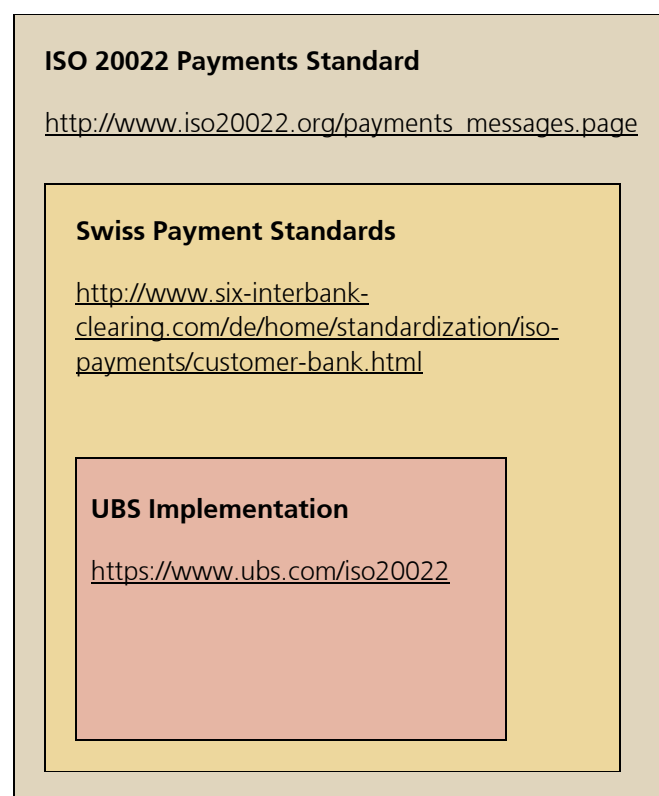 ISO 20022 Payments Standard
http://www.iso20022.org/payments_messages.page
Swiss Payment Standards
http://www.six-interbank-
clearing.com/de/home/standardization/iso-
payments/customer-bank.html
UBS Implementation
https://www.ubs.com/iso20022